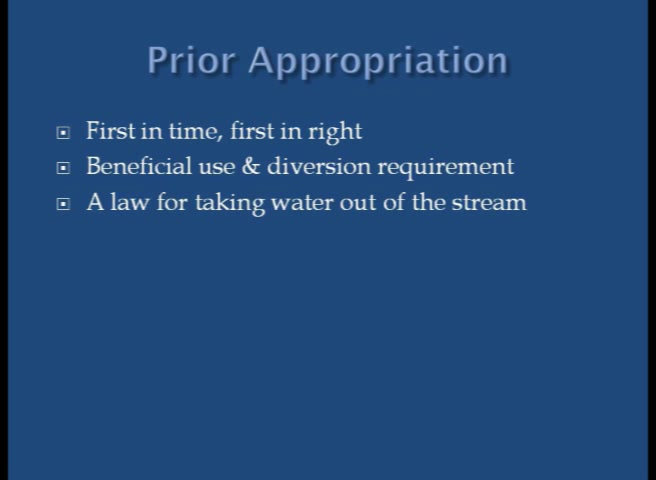 Prior Appropriation
First in time, first in right
Beneficial use & diversion requirement
A law for taking water out of the stream